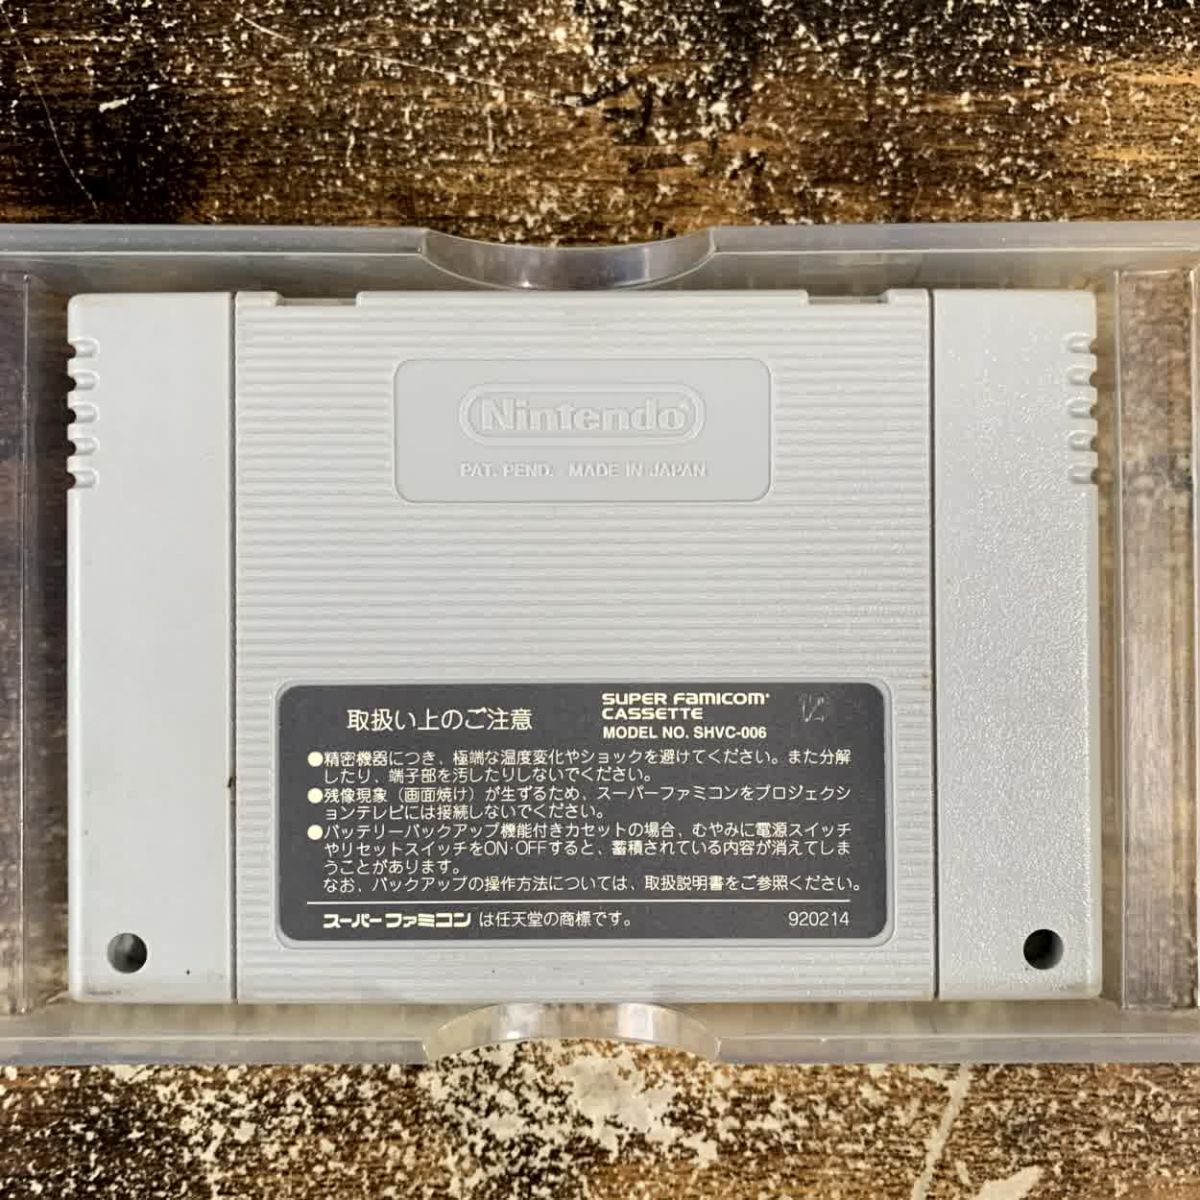 Nintendo
PAT. PEND. MADE IN JAPAN
取扱い上のご注意
SUPER FAMICOM
CASSETTE
MODEL NO. SHVC-006
●精密機器につき、極端な温度変化やショックを避けてください。また分解
したり、端子部を汚したりしないでください。
●残像現象（画面焼け）が生ずるため、スーパーファミコンをプロジェクシ
ョンテレビには接続しないでください。
●バッテリーバックアップ機能付きカセットの場合、むやみに電源スイッチ
やリセットスイッチをON・OFFすると、蓄積されている内容が消えてしま
うことがあります。
なお、バックアップの操作方法については、取扱説明書をご参照ください。
スーパーファミコン は任天堂の商標です。 920214